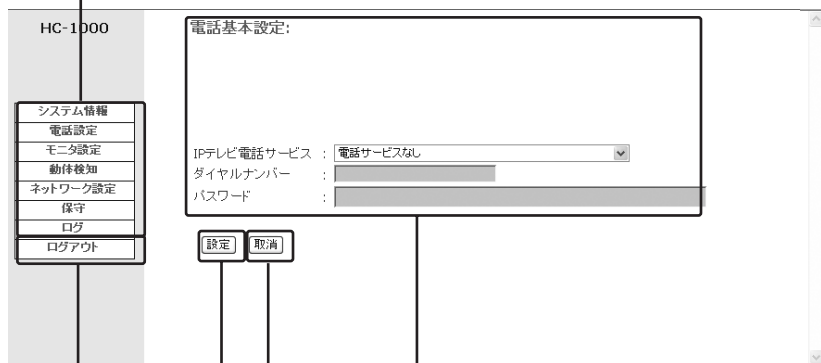 HC-1000
システム情報
電話設定
モニタ設定
動体検知
ネットワーク設定
保守
ログ
ログアウト
電話基本設定:
IPテレビ電話サービス : 電話サービスなし
ダイヤルナンバー :
パスワード :
設定 取消